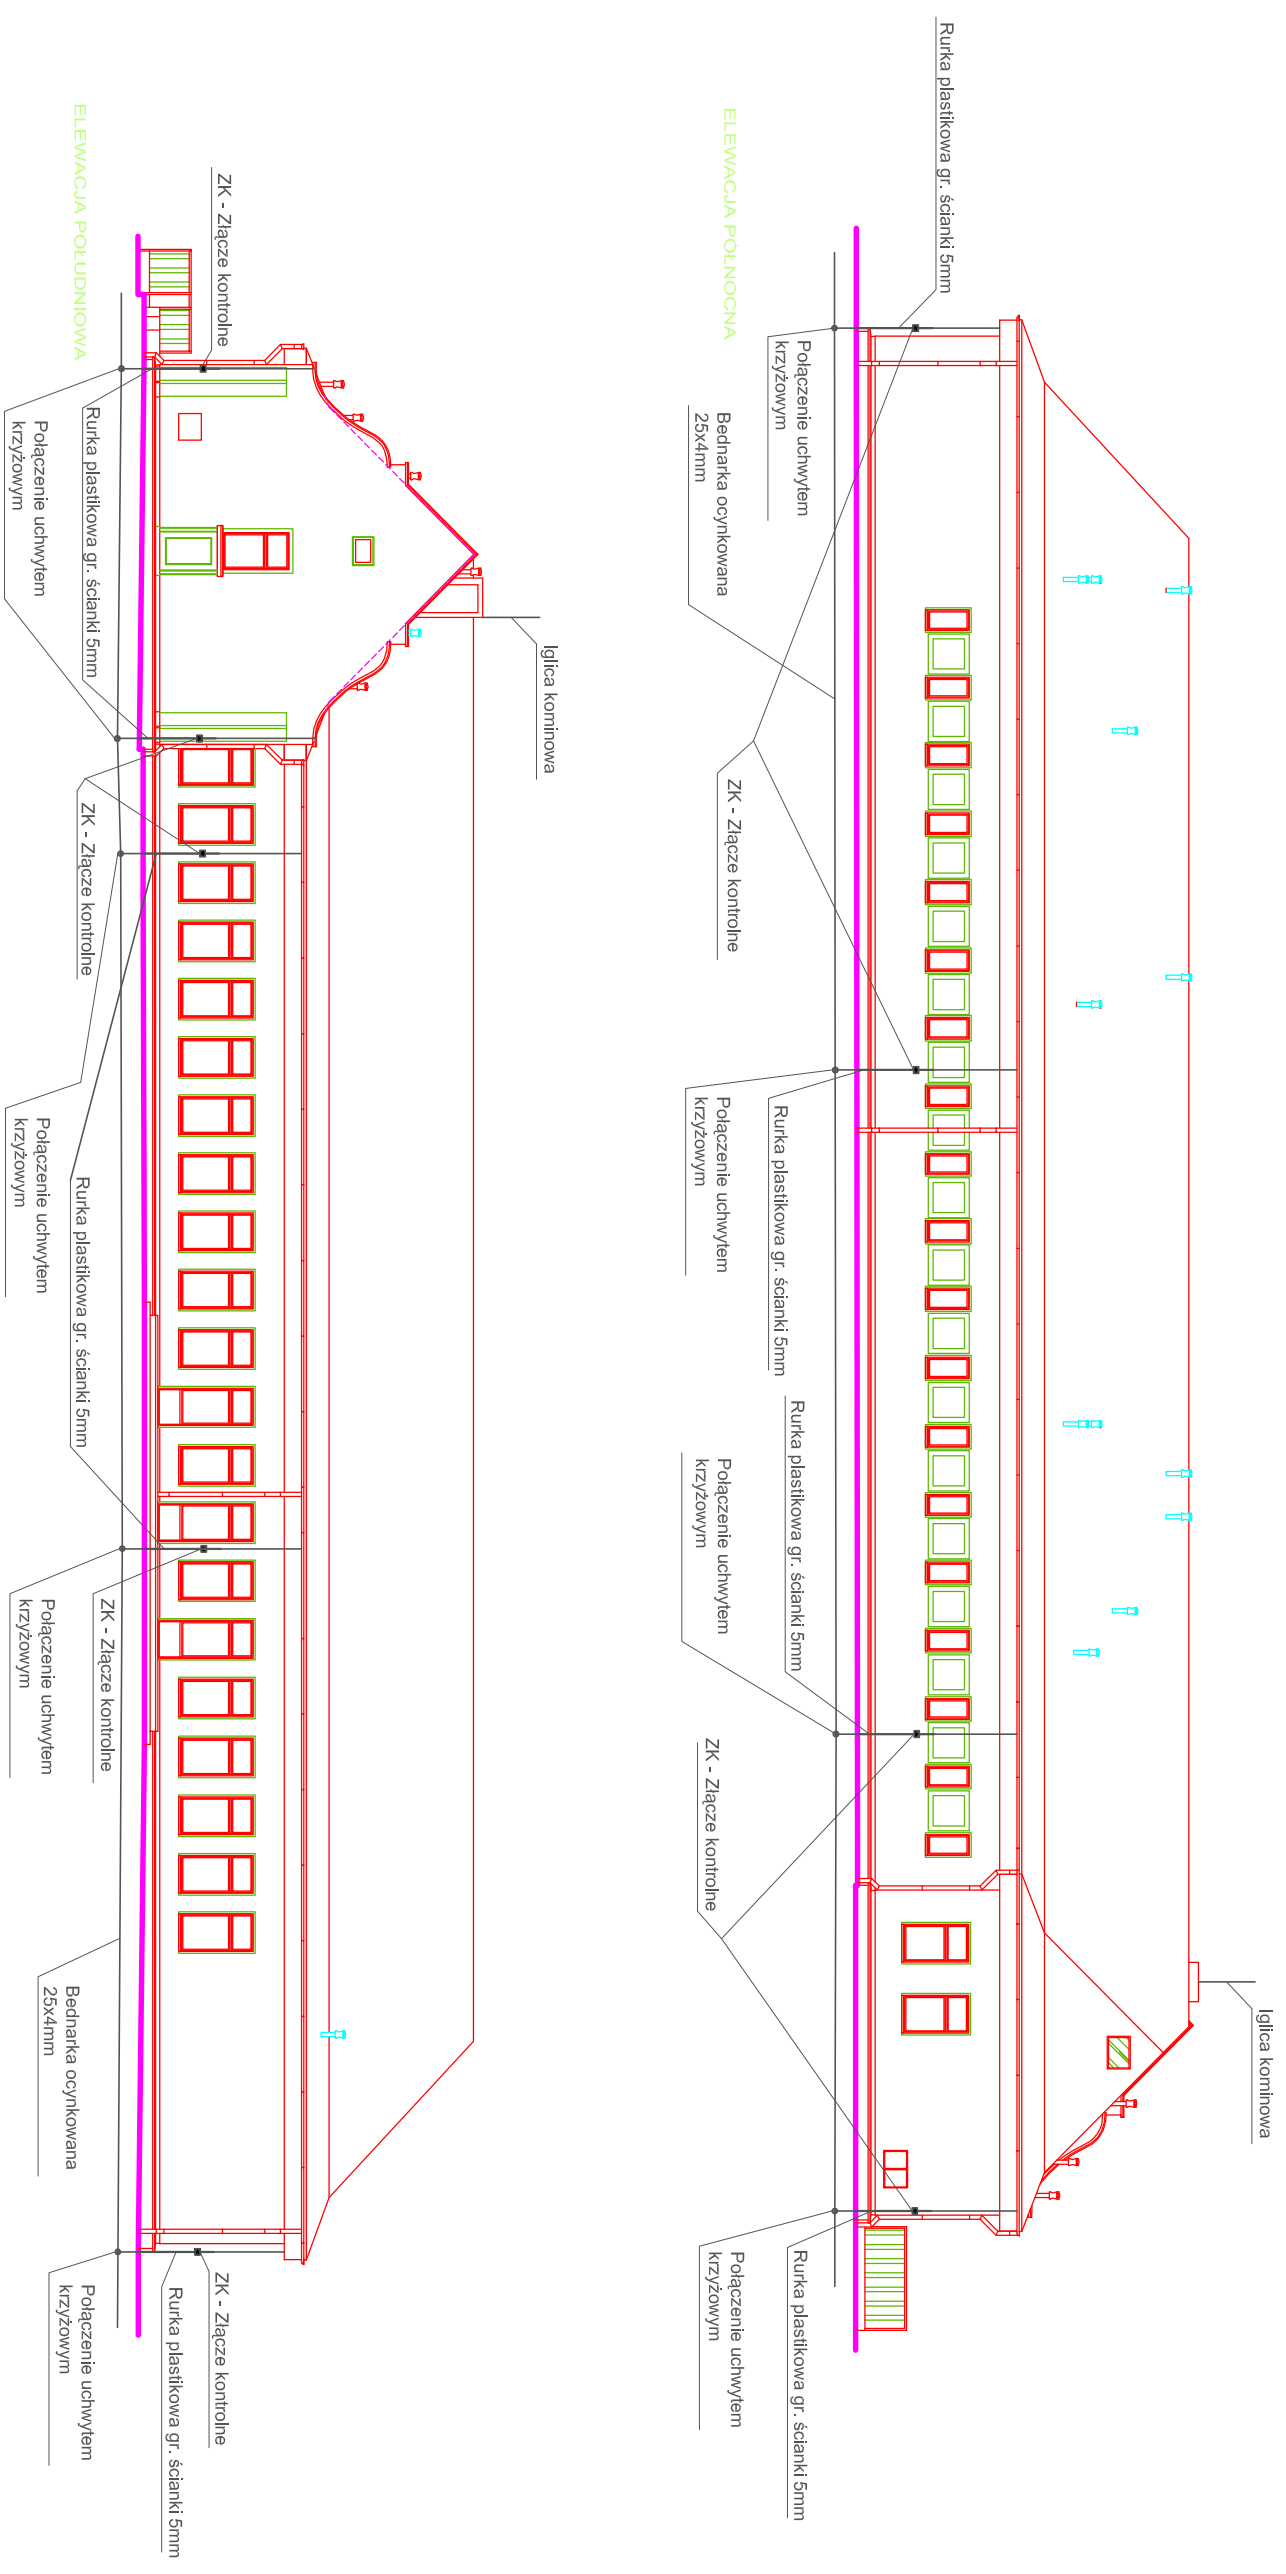 Rurka plastikowa gr. ścianki 5mm
ELEWACJA PÓŁNOCNA
Połączenie uchwytem
krzyżowym
Bednarka ocynkowana
25x4mm
ZK - Złącze kontrolne
Połączenie uchwytem
krzyżowym
Rurka plastikowa gr. ścianki 5mm
Rurka plastikowa gr. ścianki 5mm
Połączenie uchwytem
krzyżowym
ZK - Złącze kontrolne
Iglica kominowa
Połączenie uchwytem
krzyżowym
Rurka plastikowa gr. ścianki 5mm
ELEWACJA POŁUDNIOWA
ZK - Złącze kontrolne
Rurka plastikowa gr. ścianki 5mm
Połączenie uchwytem
krzyżowym
Iglica kominowa
ZK - Złącze kontrolne
Połączenie uchwytem
krzyżowym
Rurka plastikowa gr. ścianki 5mm
ZK - Złącze kontrolne
Połączenie uchwytem
krzyżowym
Bednarka ocynkowana
25x4mm
ZK - Złącze kontrolne
Rurka plastikowa gr. ścianki 5mm
Połączenie uchwytem
krzyżowym